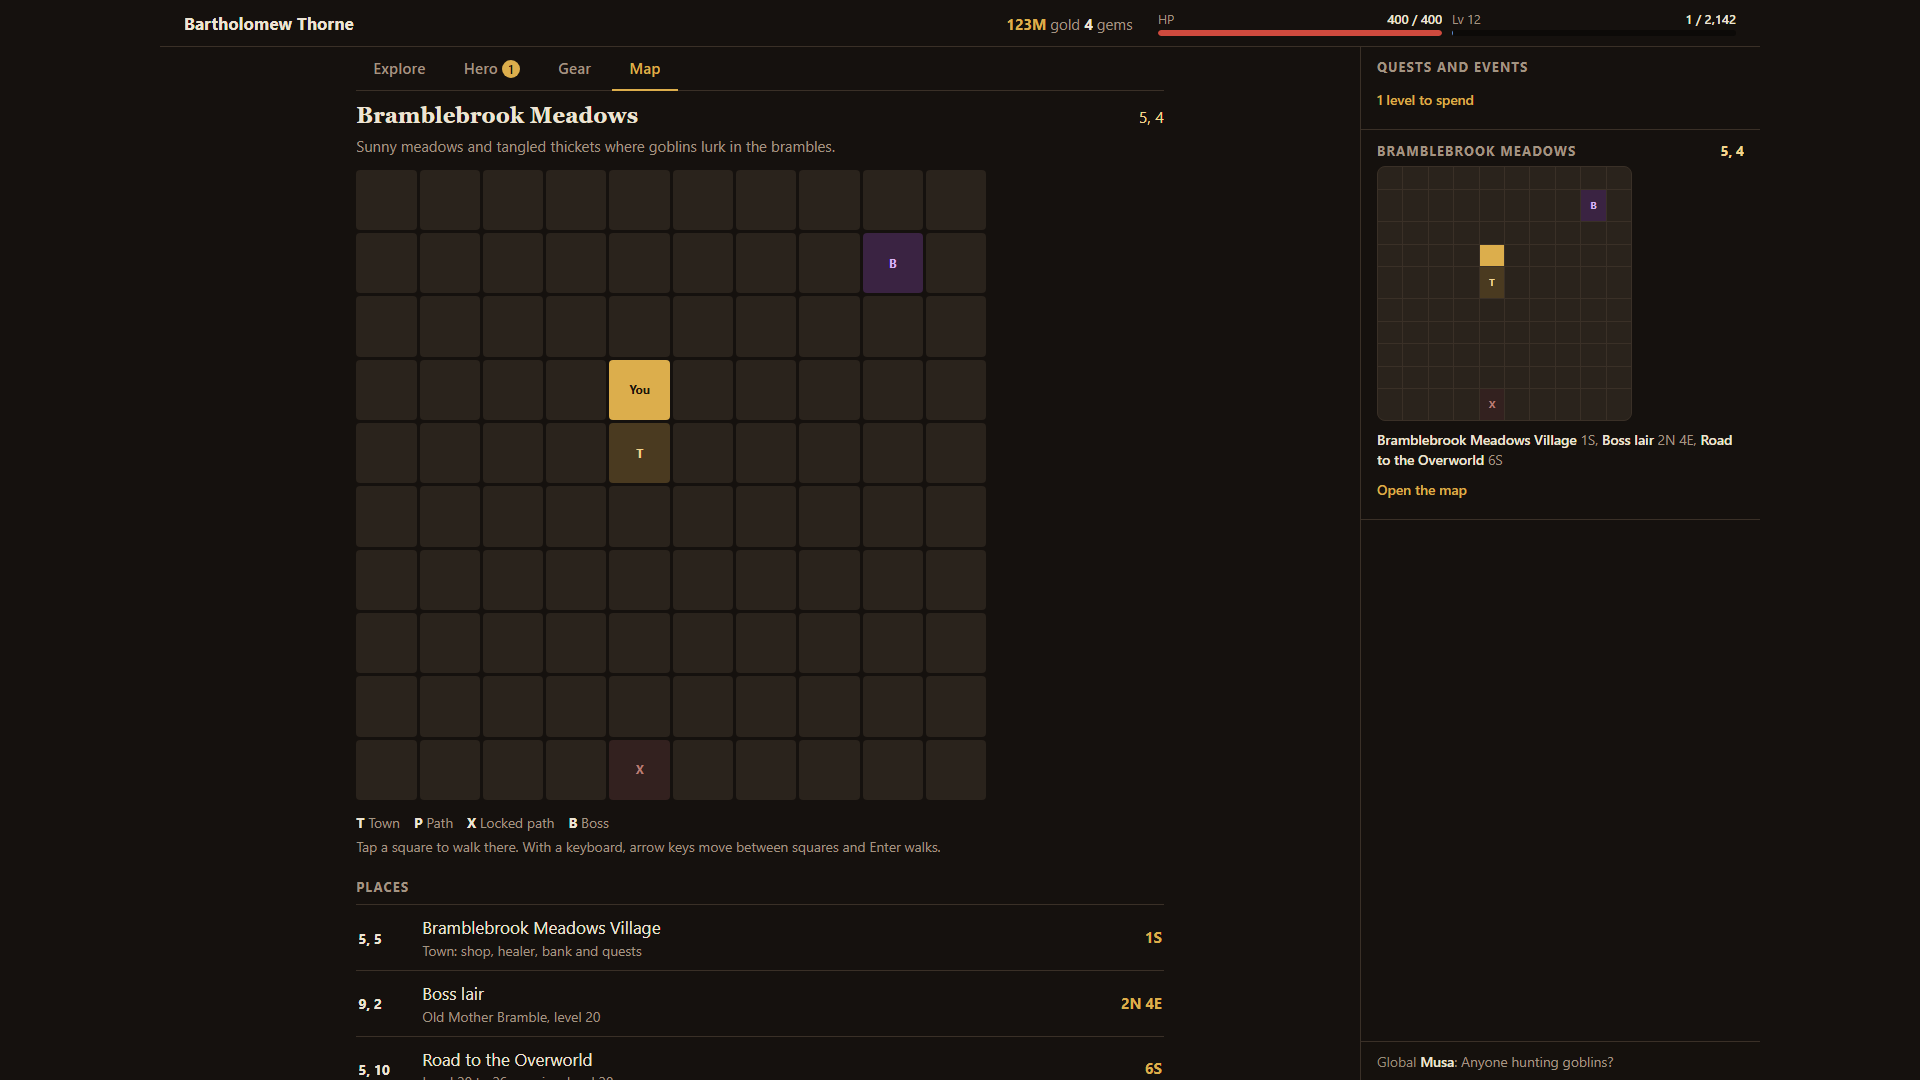 Bartholomew Thorne
123M gold 4 gems
HP 400 / 400
Lv 12 1 / 2,142
Explore Hero 1 Gear Map
Bramblebrook Meadows 5, 4
Sunny meadows and tangled thickets where goblins lurk in the brambles.
B
You
T
X
T Town P Path X Locked path B Boss
Tap a square to walk there. With a keyboard, arrow keys move between squares and Enter walks.
PLACES
5, 5 Bramblebrook Meadows Village 1S
Town: shop, healer, bank and quests
9, 2 Boss lair 2N 4E
Old Mother Bramble, level 20
5, 10 Road to the Overworld 6S
QUESTS AND EVENTS
1 level to spend
BRAMBLEBROOK MEADOWS 5, 4
B
T
X
Bramblebrook Meadows Village 1S, Boss lair 2N 4E, Road
to the Overworld 6S
Open the map
Global Musa: Anyone hunting goblins?